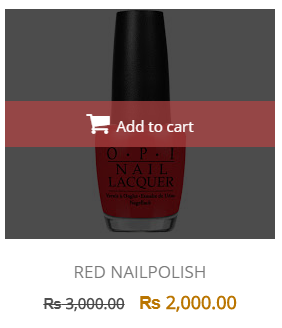 Add to cart
O·P·I
NAIL
LACQUER
RED NAILPOLISH
₨ 3,000.00 ₨ 2,000.00